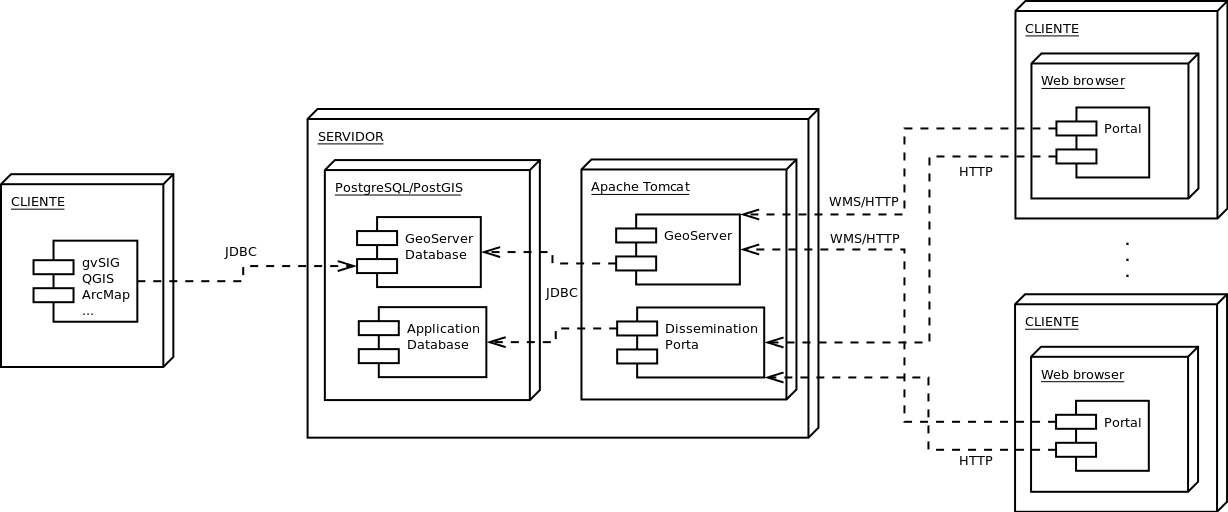 CLIENTE
gvSIG
QGIS
ArcMap
...
JDBC
SERVIDOR
PostgreSQL/PostGIS
GeoServer
Database
Application
Database
JDBC
Apache Tomcat
GeoServer
Dissemination
Porta
WMS/HTTP
WMS/HTTP
HTTP
HTTP
CLIENTE
Web browser
Portal
.
.
.
CLIENTE
Web browser
Portal